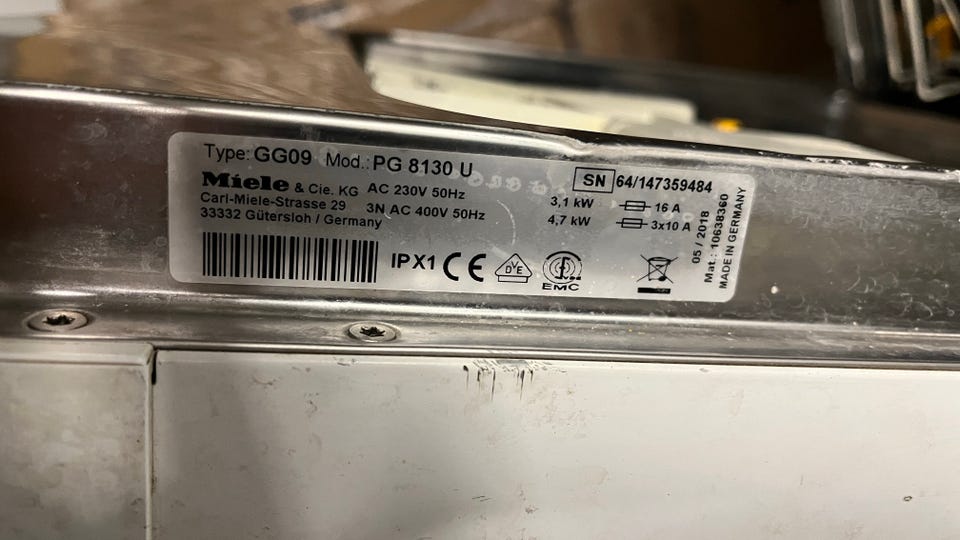 Type: GG09 Mod.: PG 8130 U
Miele & Cie. KG AC 230V 50Hz 3,1 kW 16 A
Carl-Miele-Strasse 29 3N AC 400V 50Hz 4,7 kW 3x10 A
33332 Gütersloh / Germany
SN 64/147359484
IPX1 CE DVE EMC
05 / 2018
Mat.: 10638360
MADE IN GERMANY